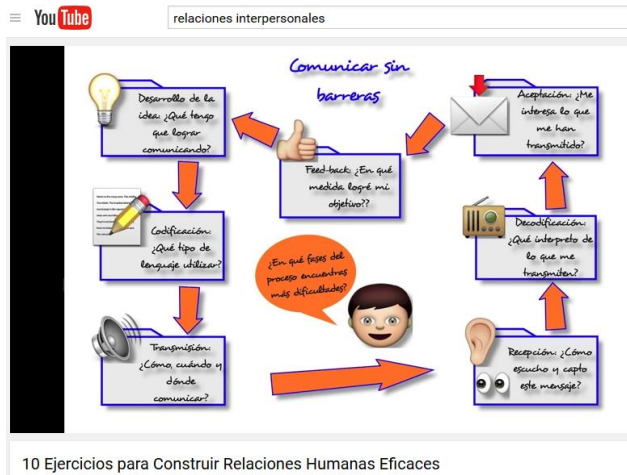 You Tube
relaciones interpersonales
Comunicar sin
barreras
Desarrollo de la
idea: ¿Qué tengo
que lograr
comunicando?
Codificación:
¿Qué tipo de
lenguaje utilizar?
Transmisión:
¿Cómo, cuándo y
dónde
comunicar?
Recepción: ¿Cómo
escucho y capto
este mensaje?
Decodificación:
¿Qué interpreto de
lo que me
transmiten?
Aceptación: ¿Me
interesa lo que
me han
transmitido?
Feed-back: ¿En qué
medida logré mi
objetivo??
¿En qué fases del
proceso encuentras
más dificultades?
10 Ejercicios para Construir Relaciones Humanas Eficaces